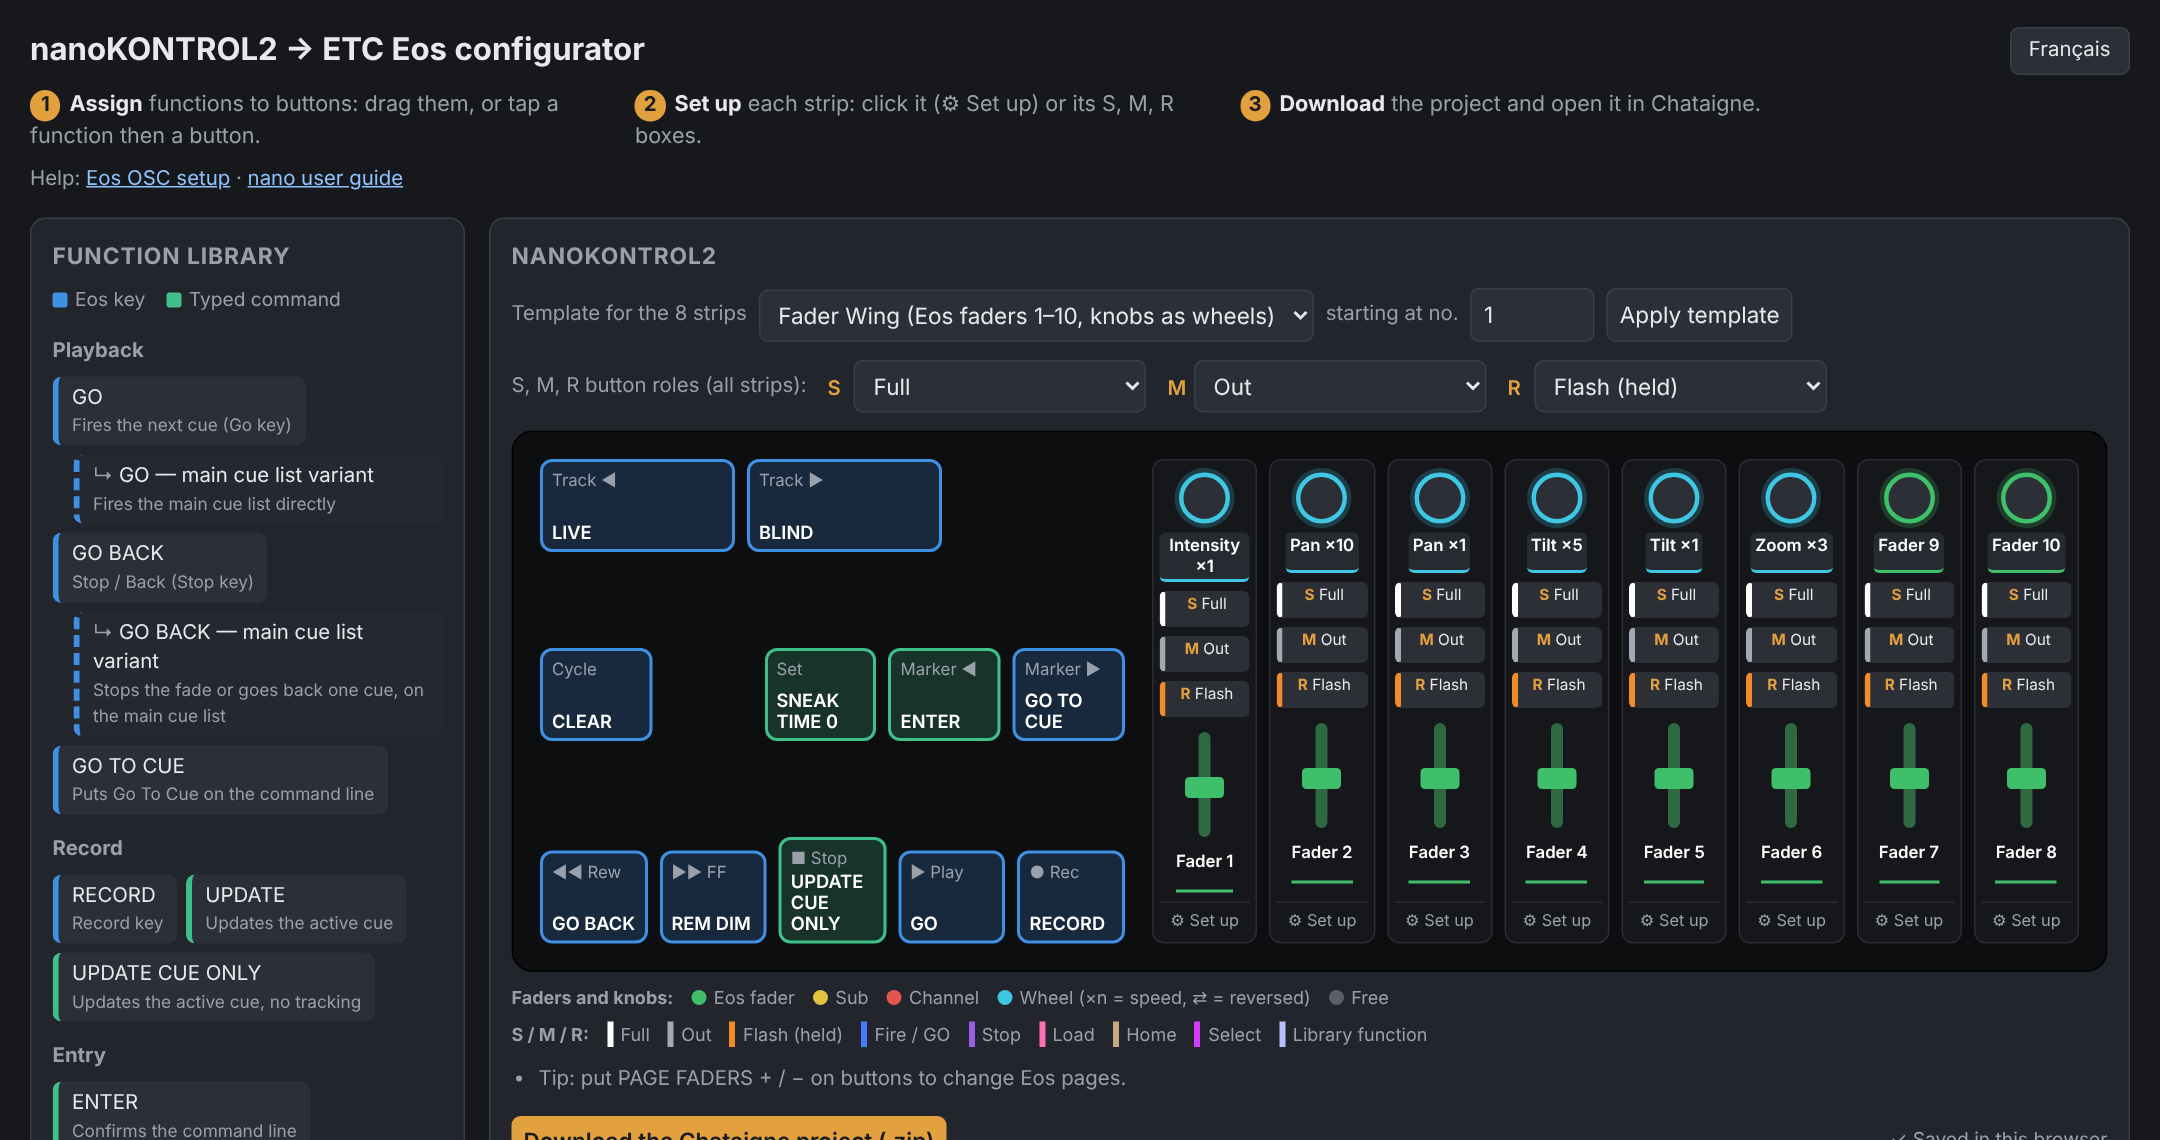 nanoKONTROL2 → ETC Eos configurator
Français
1 Assign functions to buttons: drag them, or tap a
function then a button.
2 Set up each strip: click it (⚙ Set up) or its S, M, R
boxes.
3 Download the project and open it in Chataigne.
Help: Eos OSC setup · nano user guide
FUNCTION LIBRARY
Eos key
Typed command
Playback
GO
Fires the next cue (Go key)
↳ GO — main cue list variant
Fires the main cue list directly
GO BACK
Stop / Back (Stop key)
↳ GO BACK — main cue list
variant
Stops the fade or goes back one cue, on
the main cue list
GO TO CUE
Puts Go To Cue on the command line
Record
RECORD
Record key
UPDATE
Updates the active cue
UPDATE CUE ONLY
Updates the active cue, no tracking
Entry
ENTER
Confirms the command line
NANOKONTROL2
Template for the 8 strips
Fader Wing (Eos faders 1–10, knobs as wheels)
starting at no.
1
Apply template
S, M, R button roles (all strips):
S
Full
M
Out
R
Flash (held)
Track ◀
LIVE
Track ▶
BLIND
Cycle
CLEAR
Set
SNEAK
TIME 0
Marker ◀
ENTER
Marker ▶
GO TO
CUE
◀◀ Rew
GO BACK
▶▶ FF
REM DIM
■ Stop
UPDATE
CUE
ONLY
▶ Play
GO
● Rec
RECORD
Intensity
×1
S Full
M Out
R Flash
Fader 1
⚙ Set up
Pan ×10
S Full
M Out
R Flash
Fader 2
⚙ Set up
Pan ×1
S Full
M Out
R Flash
Fader 3
⚙ Set up
Tilt ×5
S Full
M Out
R Flash
Fader 4
⚙ Set up
Tilt ×1
S Full
M Out
R Flash
Fader 5
⚙ Set up
Zoom ×3
S Full
M Out
R Flash
Fader 6
⚙ Set up
Fader 9
S Full
M Out
R Flash
Fader 7
⚙ Set up
Fader 10
S Full
M Out
R Flash
Fader 8
⚙ Set up
Faders and knobs: Eos fader Sub Channel Wheel (×n = speed, ⇄ = reversed) Free
S / M / R: Full Out Flash (held) Fire / GO Stop Load Home Select Library function
• Tip: put PAGE FADERS + / − on buttons to change Eos pages.
Download the Chataigne project (.zip)
✓ Saved in this browser